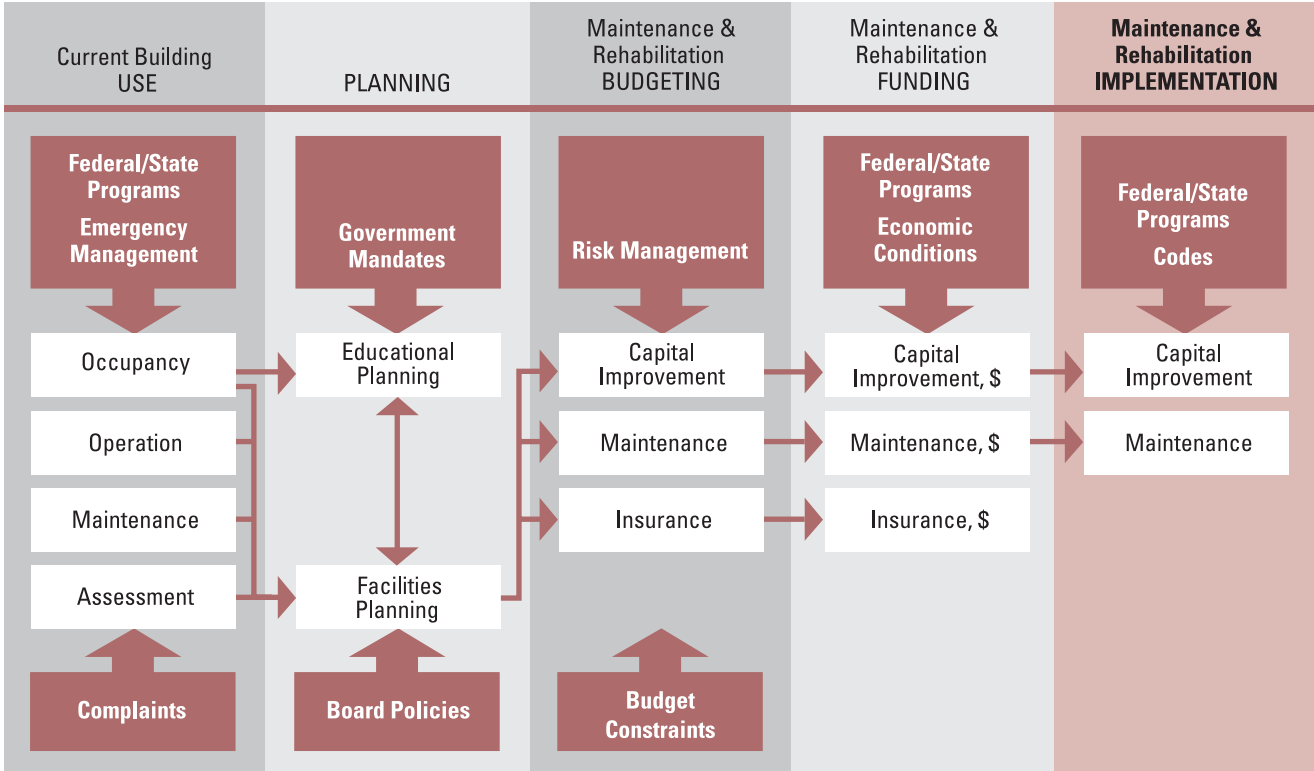 Current Building
USE
PLANNING
Maintenance &
Rehabilitation
BUDGETING
Maintenance &
Rehabilitation
FUNDING
Maintenance &
Rehabilitation
IMPLEMENTATION
Federal/State
Programs
Emergency
Management
Government
Mandates
Risk Management
Federal/State
Programs
Economic
Conditions
Federal/State
Programs
Codes
Occupancy
Educational
Planning
Capital
Improvement
Capital
Improvement, $
Capital
Improvement
Operation
Maintenance
Maintenance, $
Maintenance
Maintenance
Insurance
Insurance, $
Assessment
Facilities
Planning
Complaints
Board Policies
Budget
Constraints